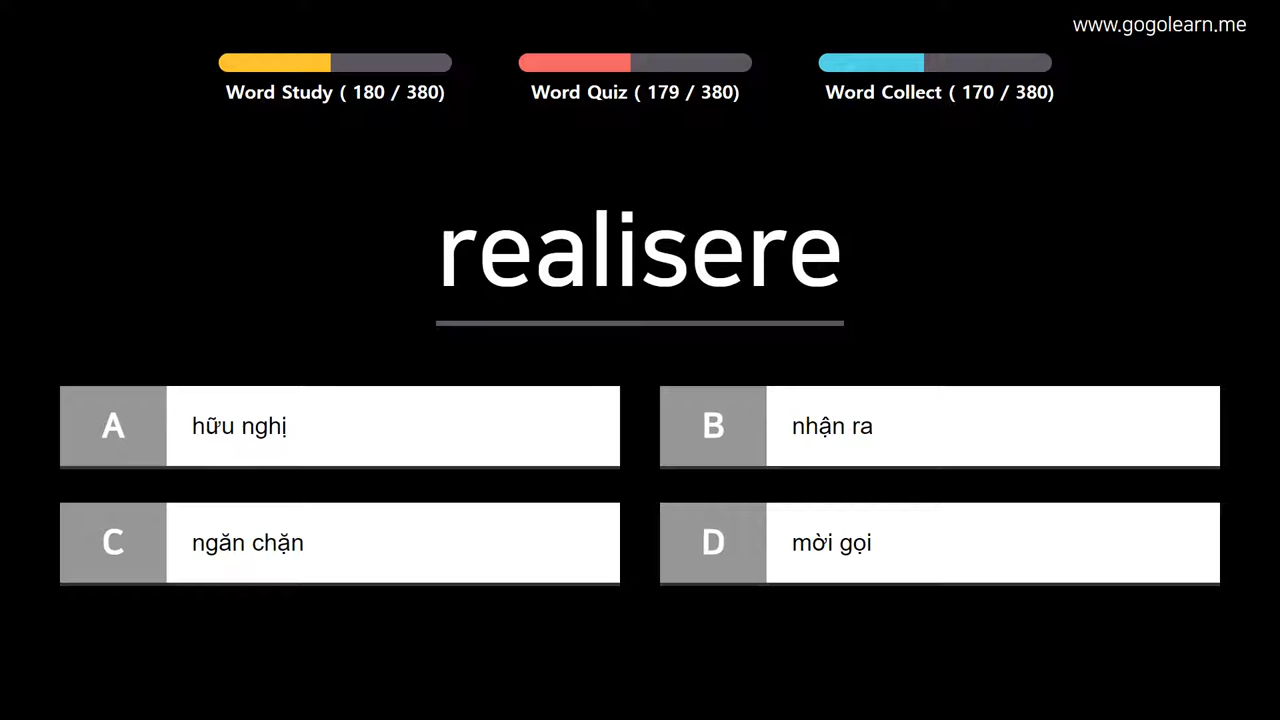 www.gogolearn.me
Word Study ( 180 / 380)
Word Quiz ( 179 / 380)
Word Collect ( 170 / 380)
realisere
A hữu nghị
B nhận ra
C ngăn chặn
D mời gọi